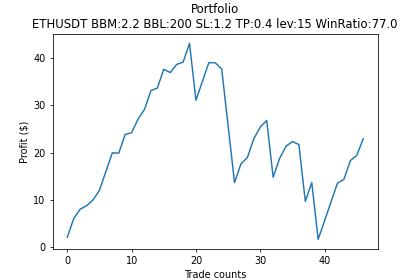 Portfolio
ETHUSDT BBM:2.2 BBL:200 SL:1.2 TP:0.4 lev:15 WinRatio:77.0
40
30
20
10
0
Profit ($)
0 10 20 30 40
Trade counts